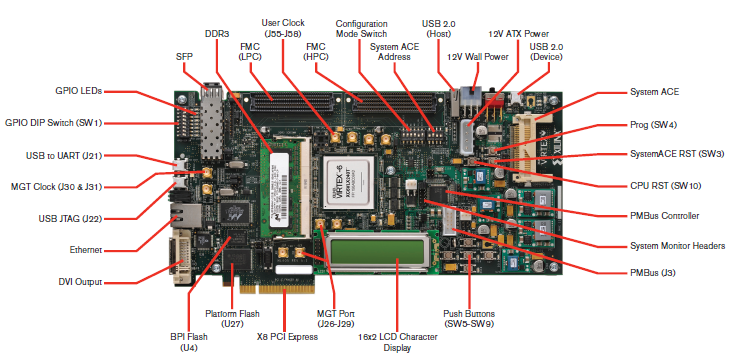 User Clock
(J55-J58)
Configuration
Mode Switch
USB 2.0
(Host)
12V ATX Power
DDR3
FMC
(LPC)
FMC
(HPC)
System ACE
Address
12V Wall Power
USB 2.0
(Device)
SFP
GPIO LEDs
System ACE
GPIO DIP Switch (SW1)
Prog (SW4)
USB to UART (J21)
SystemACE RST (SW3)
MGT Clock (J30 & J31)
CPU RST (SW10)
USB JTAG (J22)
PMBus Controller
Ethernet
System Monitor Headers
DVI Output
PMBus (J3)
VIRTEX-6
XILINX
Platform Flash
(U27)
MGT Port
(J26-J29)
Push Buttons
(SW5-SW9)
BPI Flash
(U4)
X8 PCI Express
16x2 LCD Character
Display